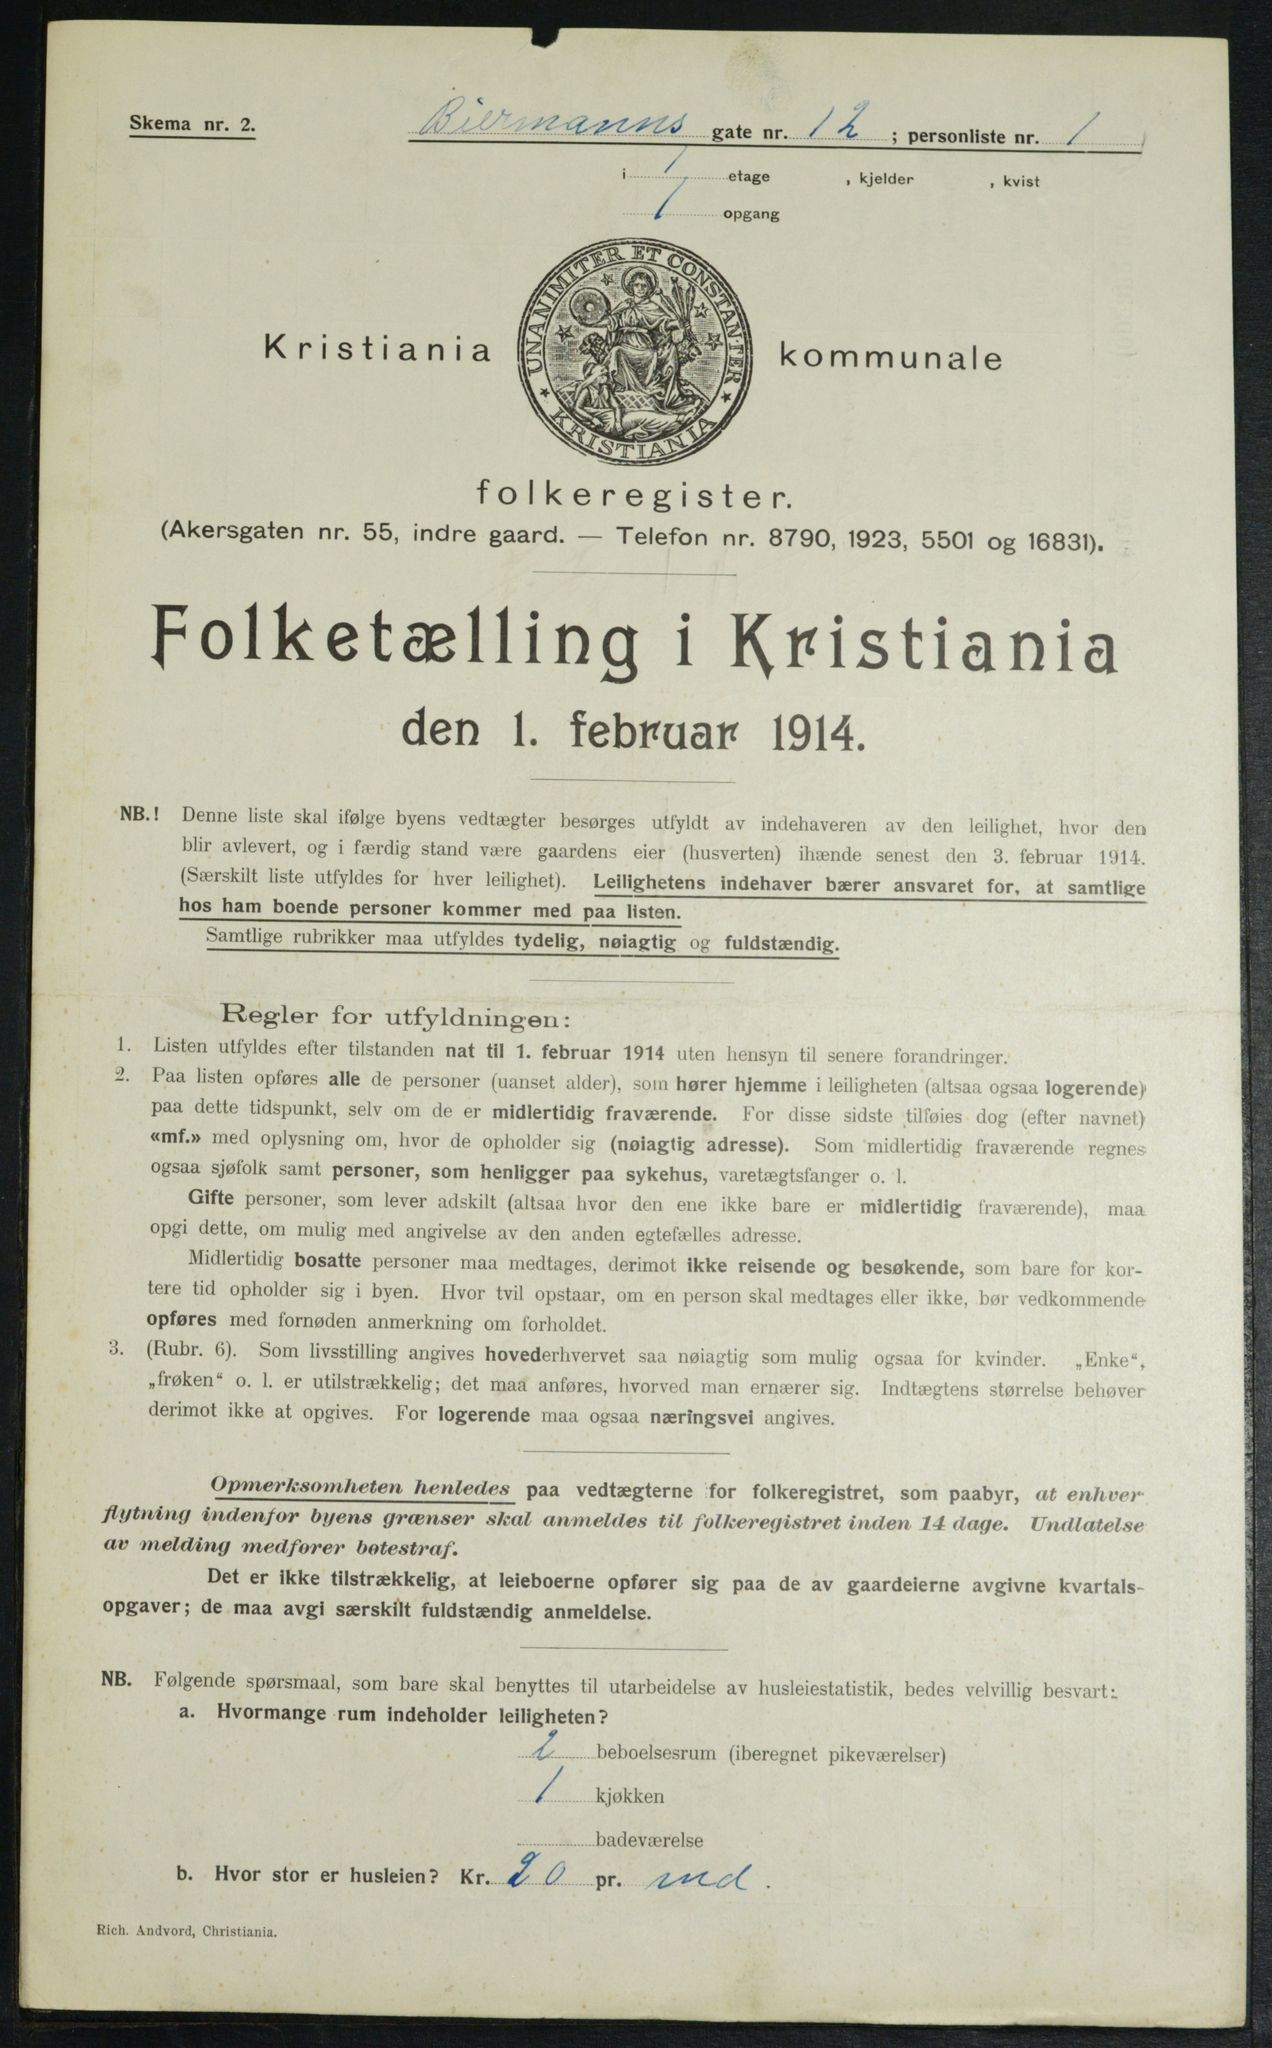 Skema nr. 2.
Biermanns gate nr. 12 ; personliste nr. 1
i 1 etage , kjelder , kvist
1 opgang
UNANIMITER ET CONSTANTER
★ KRISTIANIA ★
Kristiania kommunale
folkeregister.
(Akersgaten nr. 55, indre gaard. — Telefon nr. 8790, 1923, 5501 og 16831).
Folketælling i Kristiania
den 1. februar 1914.
NB.! Denne liste skal ifølge byens vedtægter besørges utfyldt av indehaveren av den leilighet, hvor den
blir avlevert, og i færdig stand være gaardens eier (husverten) ihænde senest den 3. februar 1914.
(Særskilt liste utfyldes for hver leilighet). Leilighetens indehaver bærer ansvaret for, at samtlige
hos ham boende personer kommer med paa listen.
Samtlige rubrikker maa utfyldes tydelig, nøiagtig og fuldstændig.
Regler for utfyldningen:
1. Listen utfyldes efter tilstanden nat til 1. februar 1914 uten hensyn til senere forandringer.
2. Paa listen opføres alle de personer (uanset alder), som hører hjemme i leiligheten (altsaa ogsaa logerende)
paa dette tidspunkt, selv om de er midlertidig fraværende. For disse sidste tilføies dog (efter navnet)
«mf.» med oplysning om, hvor de opholder sig (nøiagtig adresse). Som midlertidig fraværende regnes
ogsaa sjøfolk samt personer, som henligger paa sykehus, varetægtsfanger o. l.
Gifte personer, som lever adskilt (altsaa hvor den ene ikke bare er midlertidig fraværende), maa
opgi dette, om mulig med angivelse av den anden egtefælles adresse.
Midlertidig bosatte personer maa medtages, derimot ikke reisende og besøkende, som bare for kor-
tere tid opholder sig i byen. Hvor tvil opstaar, om en person skal medtages eller ikke, bør vedkommende
opføres med fornøden anmerkning om forholdet.
3. (Rubr. 6). Som livsstilling angives hovederhvervet saa nøiagtig som mulig ogsaa for kvinder. „Enke“,
„frøken“ o. l. er utilstrækkelig; det maa anføres, hvorved man ernærer sig. Indtægtens størrelse behøver
derimot ikke at opgives. For logerende maa ogsaa næringsvei angives.
Opmerksomheten henledes paa vedtægterne for folkeregistret, som paabyr, at enhver
flytning indenfor byens grænser skal anmeldes til folkeregistret inden 14 dage. Undlatelse
av melding medfører bøtestraf.
Det er ikke tilstrækkelig, at leieboerne opfører sig paa de av gaardeierne avgivne kvartals-
opgaver; de maa avgi særskilt fuldstændig anmeldelse.
NB. Følgende spørsmaal, som bare skal benyttes til utarbeidelse av husleiestatistik, bedes velvillig besvart:
a. Hvormange rum indeholder leiligheten?
2 beboelsesrum (iberegnet pikeværelser)
1 kjøkken
badeværelse
b. Hvor stor er husleien? Kr. 20 pr. md.
Rich. Andvord, Christiania.